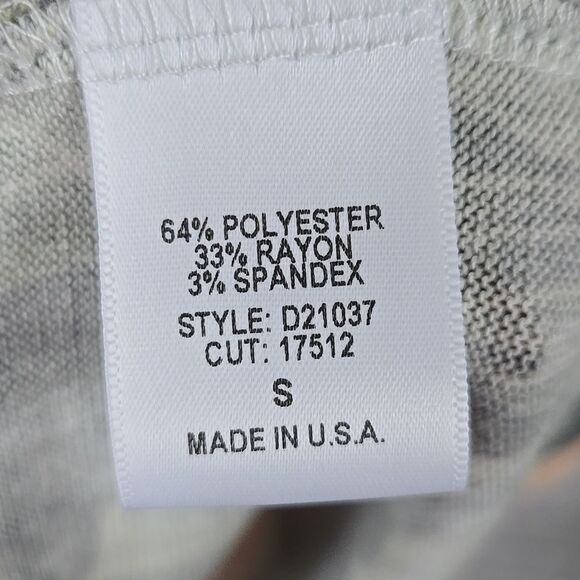 64% POLYESTER
33% RAYON
3% SPANDEX
STYLE: D21037
CUT: 17512
S
MADE IN U.S.A.